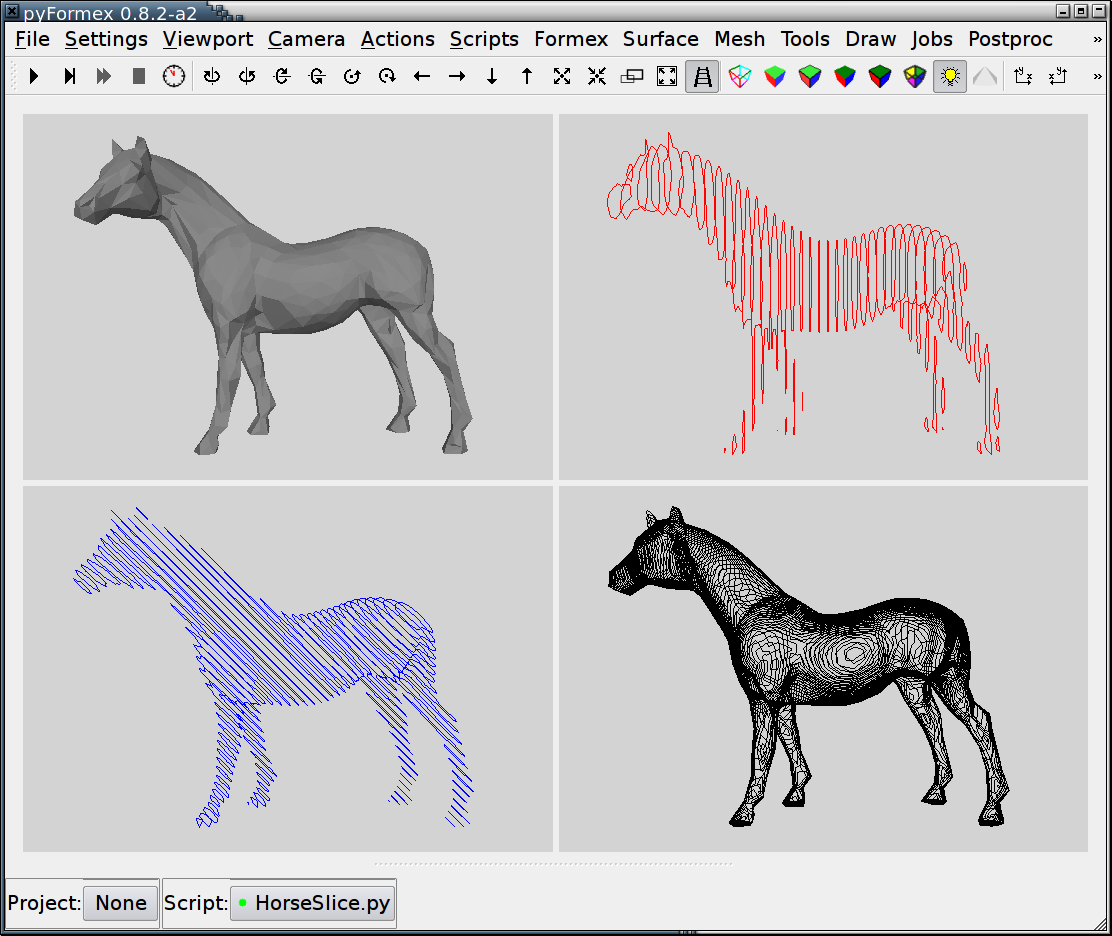 pyFormex 0.8.2-a2
File Settings Viewport Camera Actions Scripts Formex Surface Mesh Tools Draw Jobs Postproc »
»
Project: None Script: HorseSlice.py